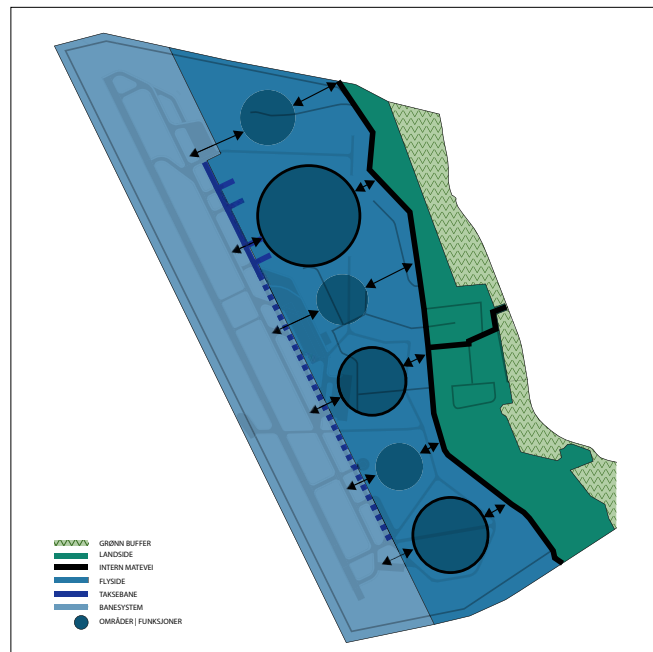 GRØNN BUFFER
LANDSIDE
INTERN MATEVEI
FLYSIDE
TAKSEBANE
BANESYSTEM
OMRÅDER | FUNKSJONER